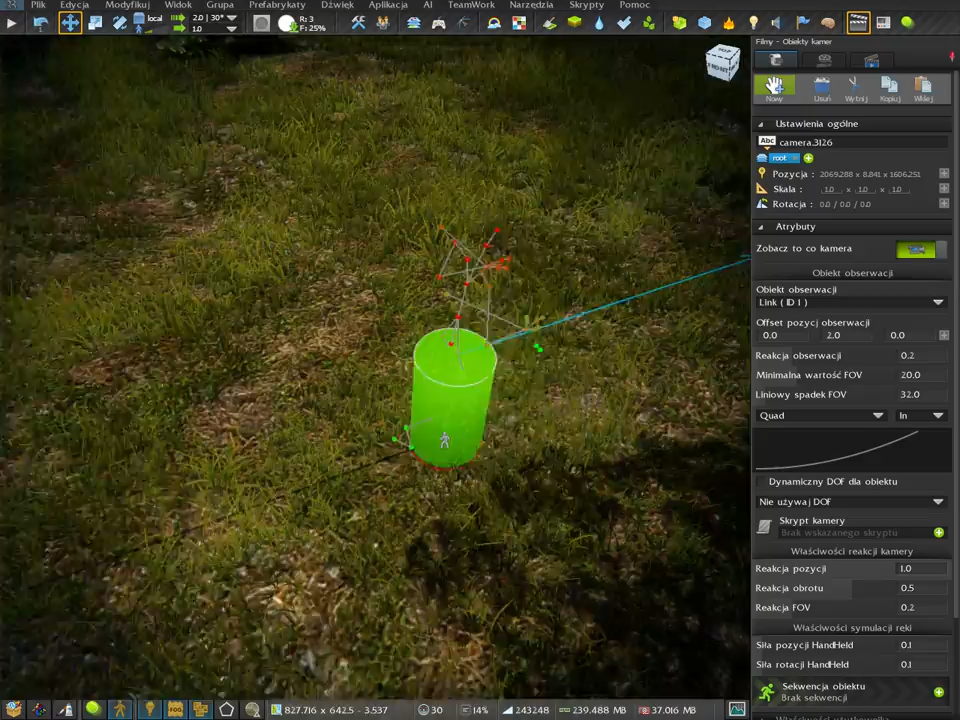 Plik Edycja Modyfikuj Widok Grupa Prefabrykaty Dźwięk Aplikacja AI TeamWork Narzędzia Skrypty Pomoc
local 2.0 | 30° 1.0 R: 3 F: 25%
Filmy - Obiekty kamer
Nowy Usuń Wytnij Kopiuj Wklej
Ustawienia ogólne
Abc camera.3126
root
Pozycja : 2069.288 x 8.841 x 1606.251
Skala : 1.0 x 1.0 x 1.0
Rotacja : 0.0 / 0.0 / 0.0
Atrybuty
Zobacz to co kamera
Obiekt obserwacji
Obiekt obserwacji
Link ( ID 1 )
Offset pozycj obserwacji
0.0 2.0 0.0
Reakcja obserwacji 0.2
Minimalna wartość FOV 20.0
Liniowy spadek FOV 32.0
Quad In
Dynamiczny DOF dla obiektu
Nie używaj DOF
Skrypt kamery
Brak wskazanego skryptu
Właściwości reakcji kamery
Reakcja pozycji 1.0
Reakcja obrotu 0.5
Reakcja FOV 0.2
Właściwości symulacji ręki
Siła pozycji HandHeld 0.1
Siła rotacji HandHeld 0.1
Sekwencja obiektu
Brak sekwencji
Właściwości użytkownika
FOG 827.716 x 642.5 - 3.537 30 14% 243248 239.488 MB 37.016 MB